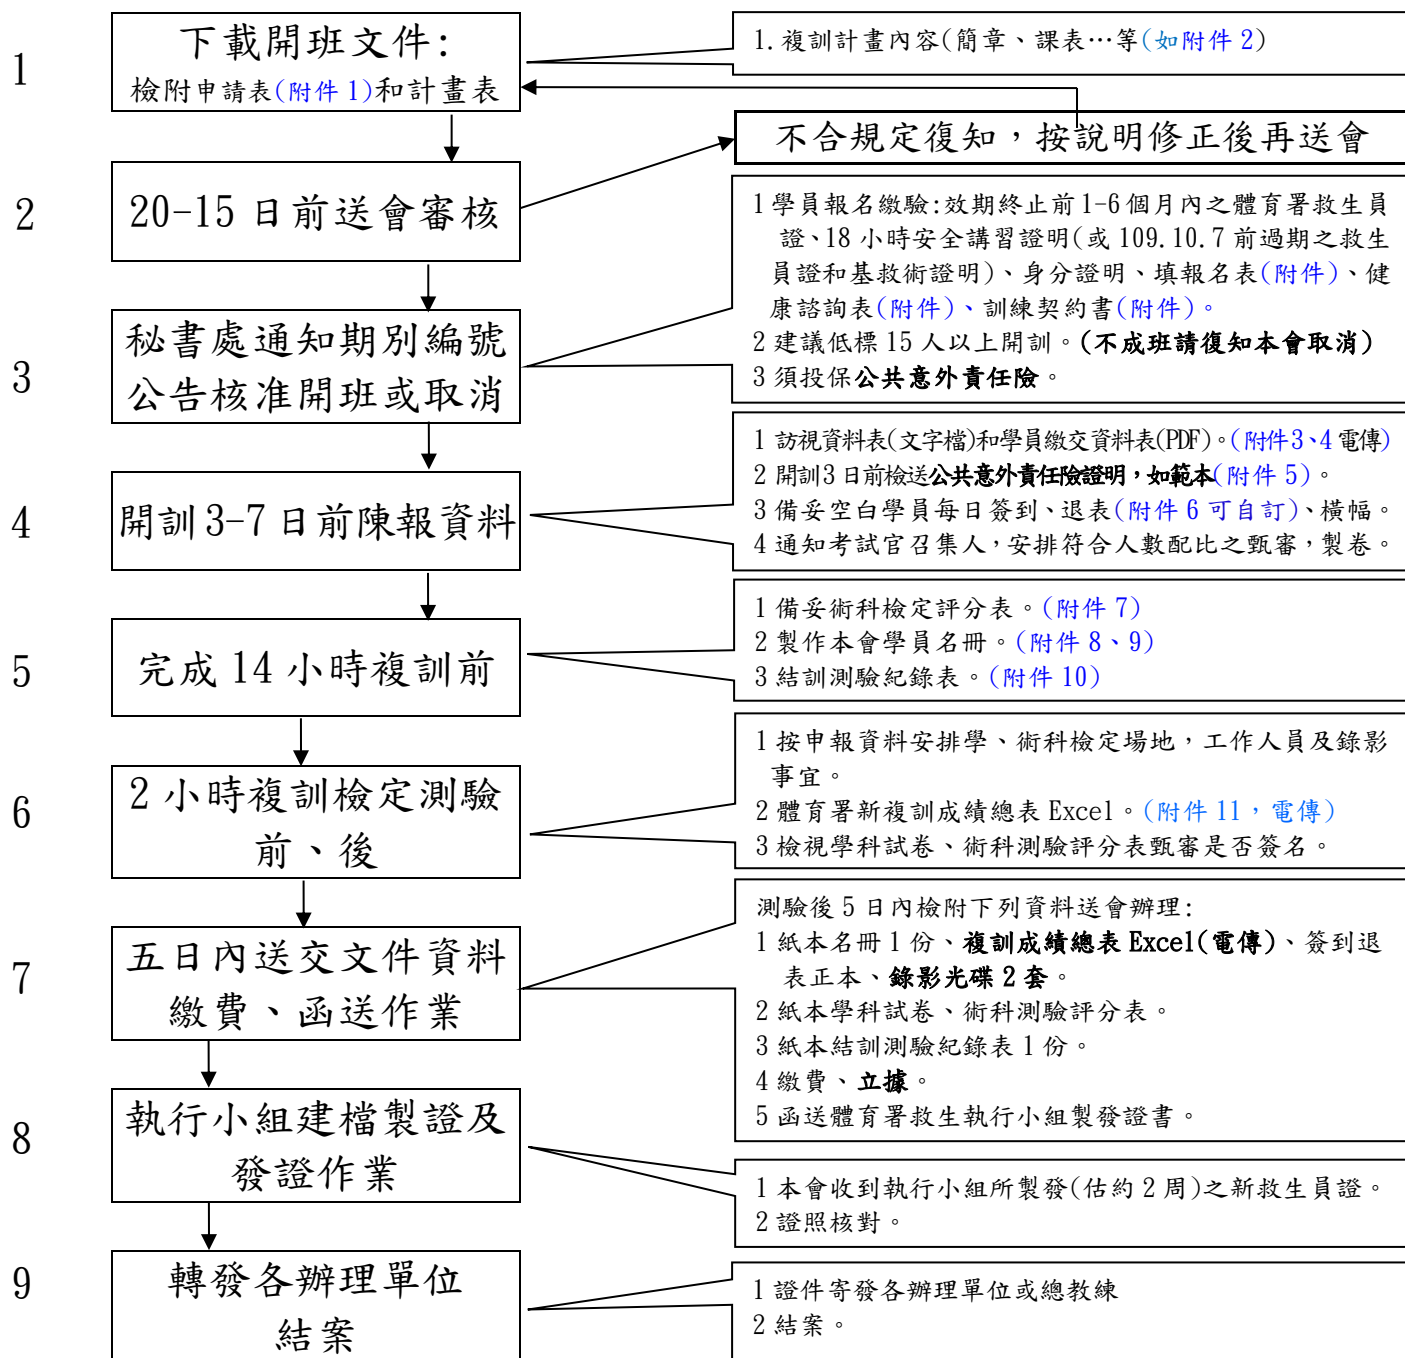 1
下載開班文件:
檢附申請表(附件 1)和計畫表
1.複訓計畫內容(簡章、課表…等(如附件 2)
不合規定復知，按說明修正後再送會
2
20-15 日前送會審核
1 學員報名繳驗:效期終止前 1-6 個月內之體育署救生員
證、18 小時安全講習證明(或 109.10.7 前過期之救生
員證和基救術證明)、身分證明、填報名表(附件)、健
康諮詢表(附件)、訓練契約書(附件)。
2 建議低標 15 人以上開訓。(不成班請復知本會取消)
3 須投保公共意外責任險。
3
秘書處通知期別編號
公告核准開班或取消
4
開訓 3-7 日前陳報資料
1 訪視資料表(文字檔)和學員繳交資料表(PDF)。(附件3、4 電傳)
2 開訓3 日前檢送公共意外責任險證明，如範本(附件 5)。
3 備妥空白學員每日簽到、退表(附件 6 可自訂)、橫幅。
4 通知考試官召集人，安排符合人數配比之甄審，製卷。
5
完成 14 小時複訓前
1 備妥術科檢定評分表。(附件 7)
2 製作本會學員名冊。(附件 8、9)
3 結訓測驗紀錄表。(附件 10)
6
2 小時複訓檢定測驗
前、後
1 按申報資料安排學、術科檢定場地，工作人員及錄影
事宜。
2 體育署新複訓成績總表 Excel。(附件 11，電傳)
3 檢視學科試卷、術科測驗評分表甄審是否簽名。
7
五日內送交文件資料
繳費、函送作業
測驗後 5 日內檢附下列資料送會辦理:
1 紙本名冊 1 份、複訓成績總表 Excel(電傳)、簽到退
表正本、錄影光碟 2 套。
2 紙本學科試卷、術科測驗評分表。
3 紙本結訓測驗紀錄表 1 份。
4 繳費、立據。
5 函送體育署救生執行小組製發證書。
8
執行小組建檔製證及
發證作業
1 本會收到執行小組所製發(估約 2 周)之新救生員證。
2 證照核對。
9
轉發各辦理單位
結案
1 證件寄發各辦理單位或總教練
2 結案。